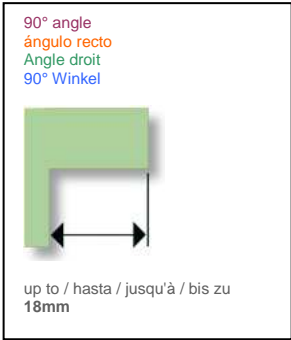 90° angle
ángulo recto
Angle droit
90° Winkel
up to / hasta / jusqu'à / bis zu
18mm